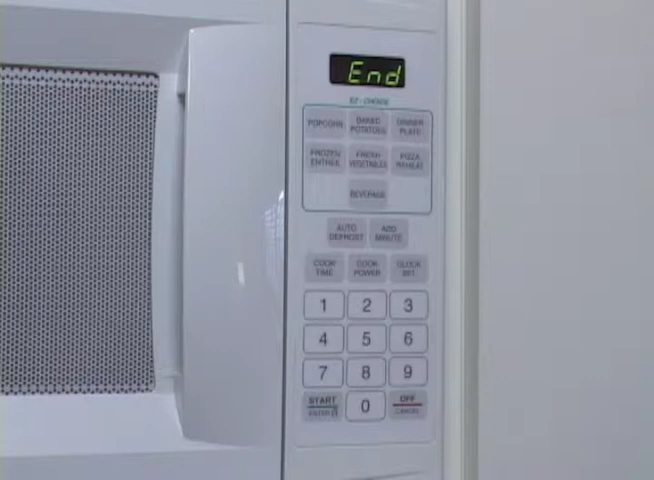 End
EZ-CHOICE
POPCORN
BAKED
POTATOES
DINNER
PLATE
FROZEN
ENTREE
FRESH
VEGETABLES
PIZZA
REHEAT
BEVERAGE
AUTO
DEFROST
ADD
MINUTE
COOK
TIME
COOK
POWER
CLOCK
SET
1
2
3
4
5
6
7
8
9
START
ENTER
0
OFF
CANCEL